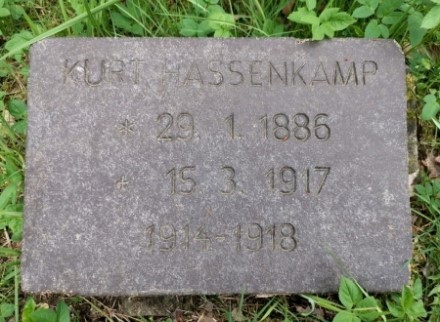 KURT HASSENKAMP
* 29. 1. 1886
+ 15. 3. 1917
1914-1918